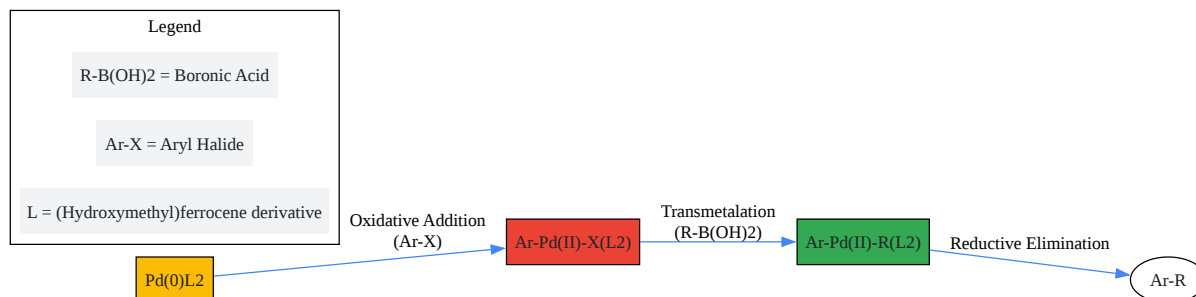 Legend
R-B(OH)2 = Boronic Acid
Ar-X = Aryl Halide
L = (Hydroxymethyl)ferrocene derivative
Pd(0)L2
Oxidative Addition
(Ar-X)
Ar-Pd(II)-X(L2)
Transmetalation
(R-B(OH)2)
Ar-Pd(II)-R(L2)
Reductive Elimination
Ar-R